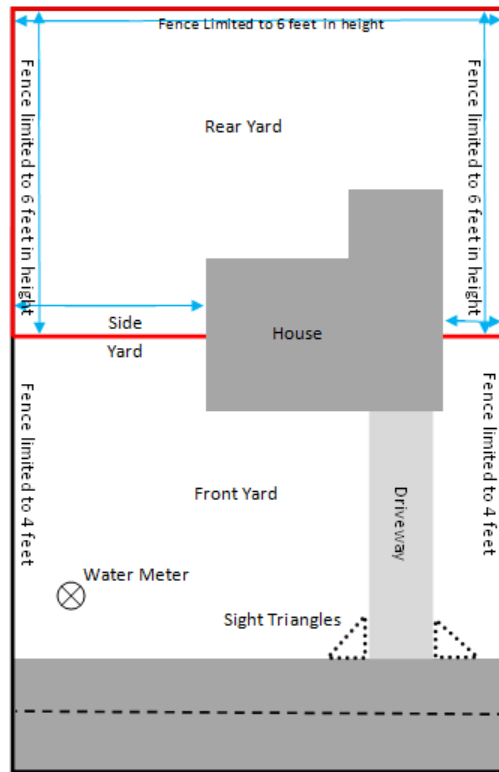 Fence Limited to 6 feet in height
Fence limited to 6 feet in height
Fence limited to 6 feet in height
Rear Yard
Side
Yard
House
Fence limited to 4 feet
Fence limited to 4 feet
Front Yard
Driveway
Water Meter
Sight Triangles